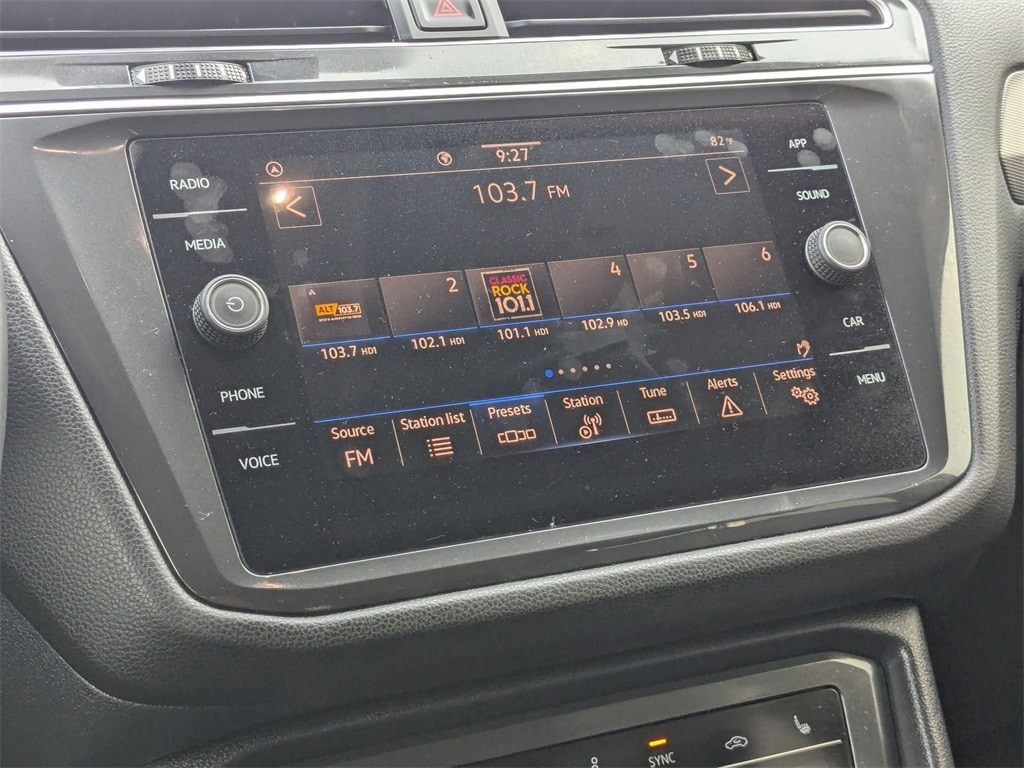 RADIO
MEDIA
PHONE
VOICE
APP
SOUND
CAR
MENU
9:27
82°F
103.7 FM
<
>
ALT 103.7
2
CLASSIC
ROCK
101.1
4
5
6
103.7 HD1
102.1 HD1
101.1 HD1
102.9 HD
103.5 HD1
106.1 HD1
Source
FM
Station list
Presets
Station
Tune
Alerts
Settings
SYNC